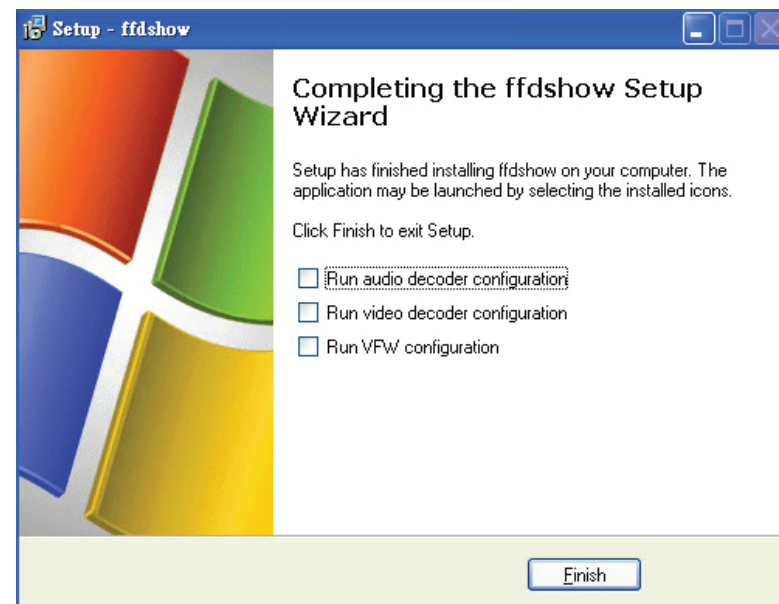 Setup - ffdshow
Completing the ffdshow Setup
Wizard
Setup has finished installing ffdshow on your computer. The
application may be launched by selecting the installed icons.
Click Finish to exit Setup.
Run audio decoder configuration
Run video decoder configuration
Run VFW configuration
Finish